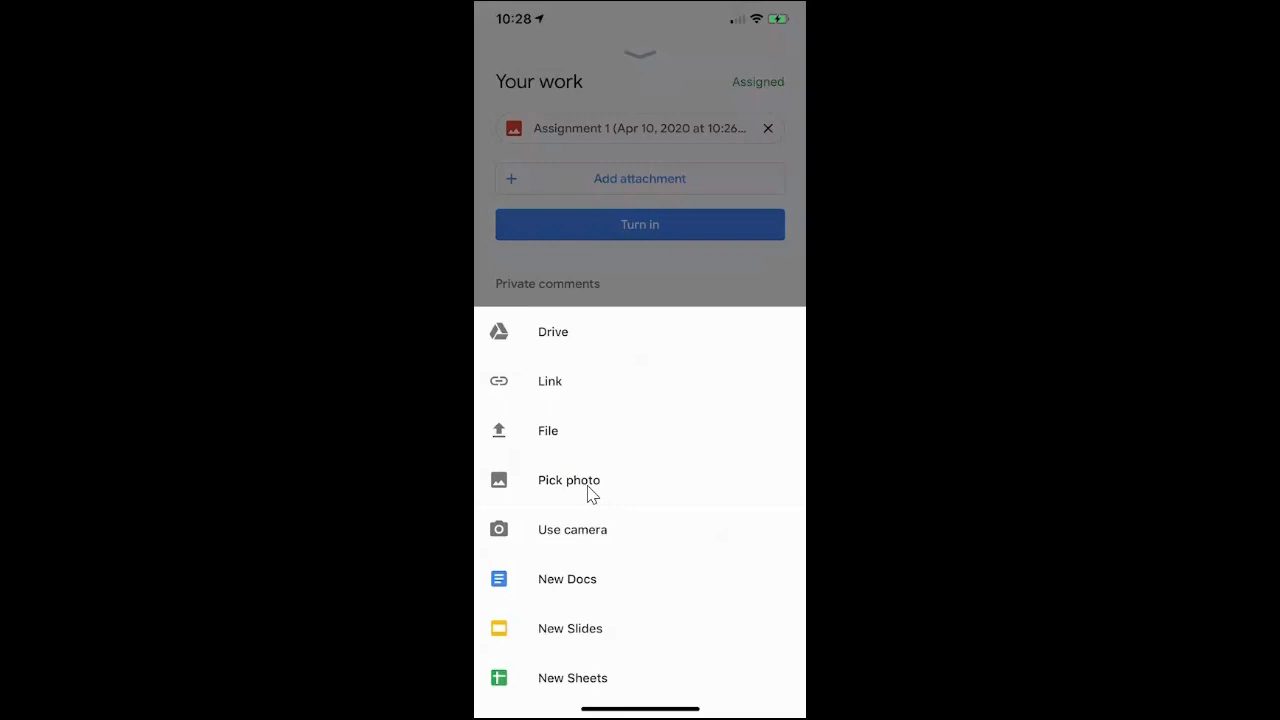 10:28
Your work
Assigned
Assignment 1 (Apr 10, 2020 at 10:26...
Add attachment
Turn in
Private comments
Drive
Link
File
Pick photo
Use camera
New Docs
New Slides
New Sheets